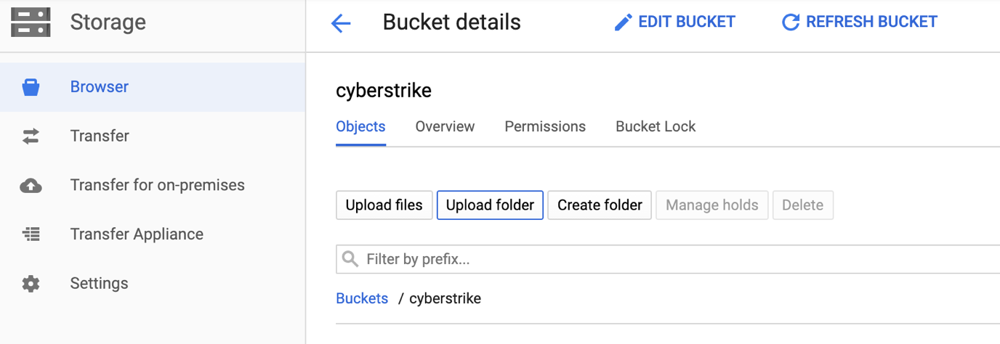 Storage
Bucket details
EDIT BUCKET
REFRESH BUCKET
Browser
Transfer
Transfer for on-premises
Transfer Appliance
Settings
cyberstrike
Objects Overview Permissions Bucket Lock
Upload files Upload folder Create folder Manage holds Delete
Filter by prefix...
Buckets / cyberstrike